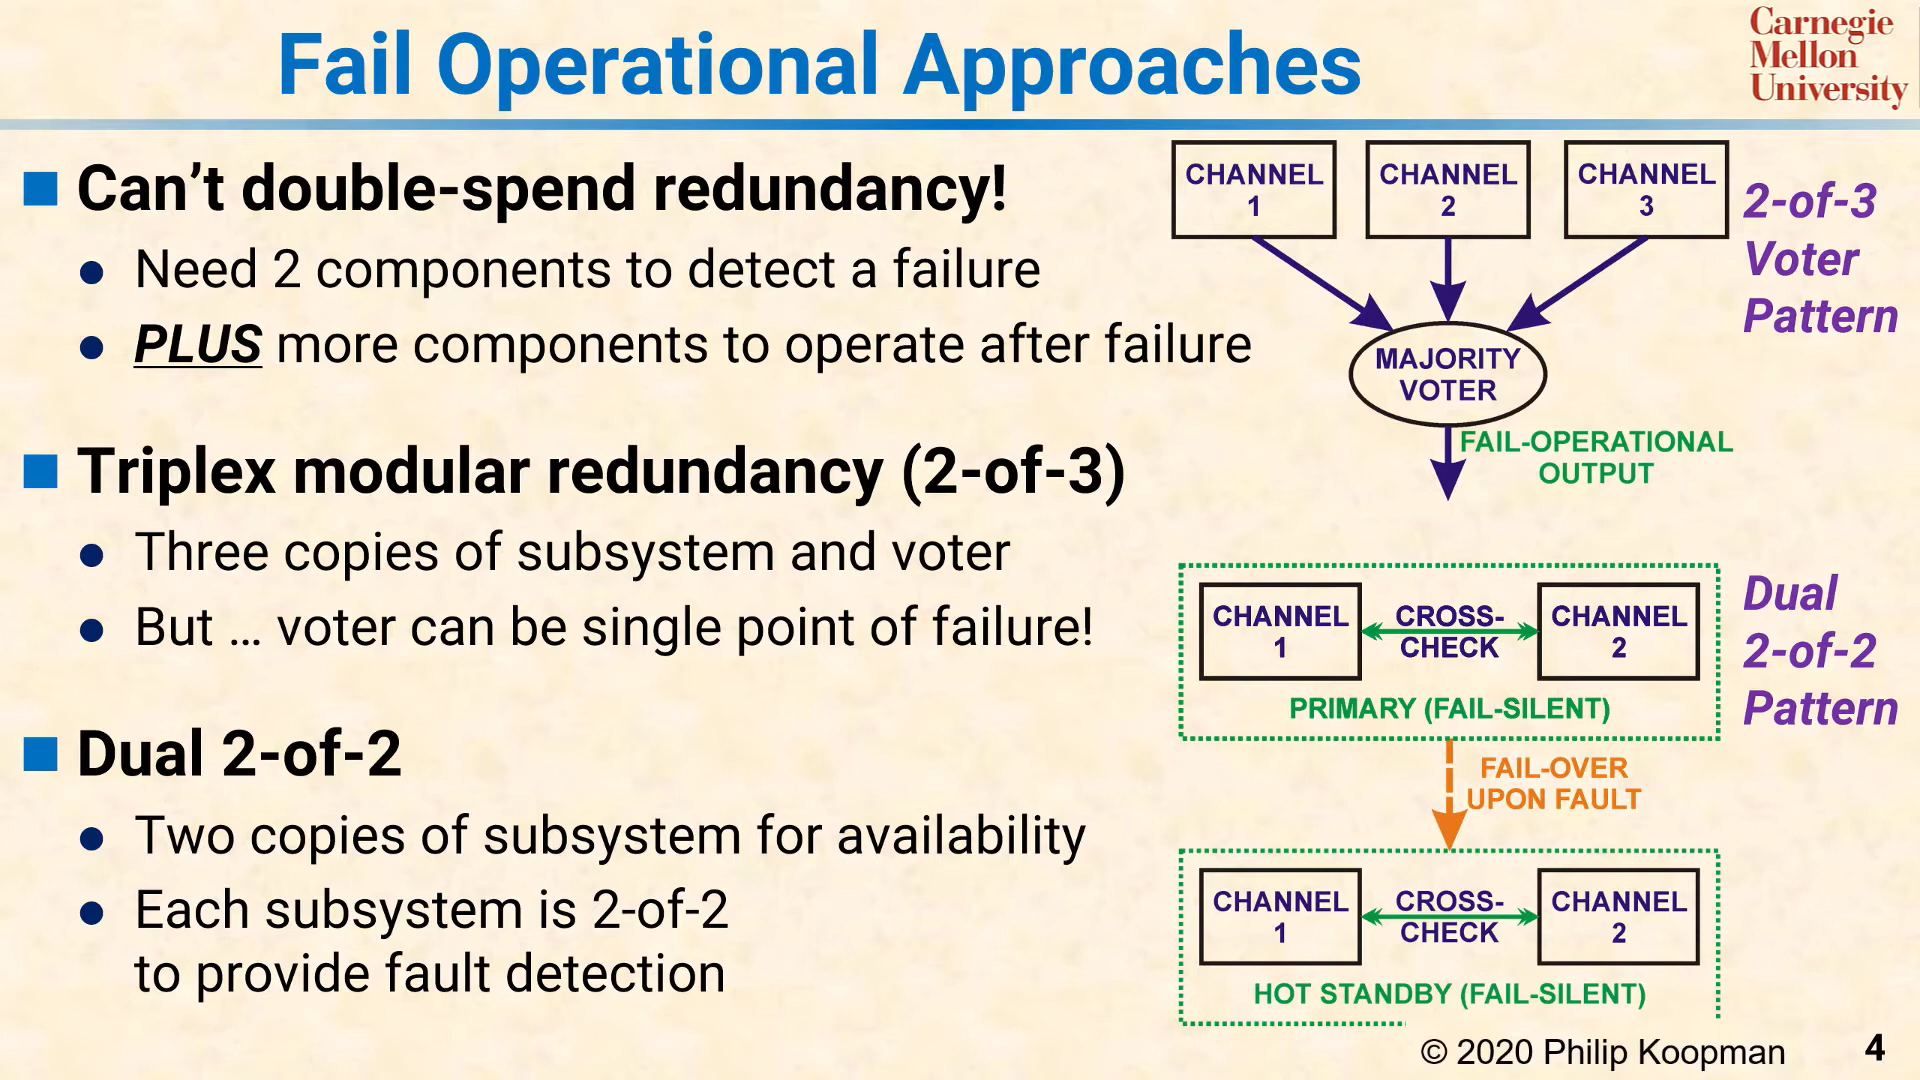 Fail Operational Approaches
Carnegie
Mellon
University
■ Can’t double-spend redundancy!
● Need 2 components to detect a failure
● PLUS more components to operate after failure
■ Triplex modular redundancy (2-of-3)
● Three copies of subsystem and voter
● But … voter can be single point of failure!
■ Dual 2-of-2
● Two copies of subsystem for availability
● Each subsystem is 2-of-2
to provide fault detection
CHANNEL
1
CHANNEL
2
CHANNEL
3
2-of-3
Voter
Pattern
MAJORITY
VOTER
FAIL-OPERATIONAL
OUTPUT
CHANNEL
1
CROSS-
CHECK
CHANNEL
2
PRIMARY (FAIL-SILENT)
Dual
2-of-2
Pattern
FAIL-OVER
UPON FAULT
CHANNEL
1
CROSS-
CHECK
CHANNEL
2
HOT STANDBY (FAIL-SILENT)
© 2020 Philip Koopman
4